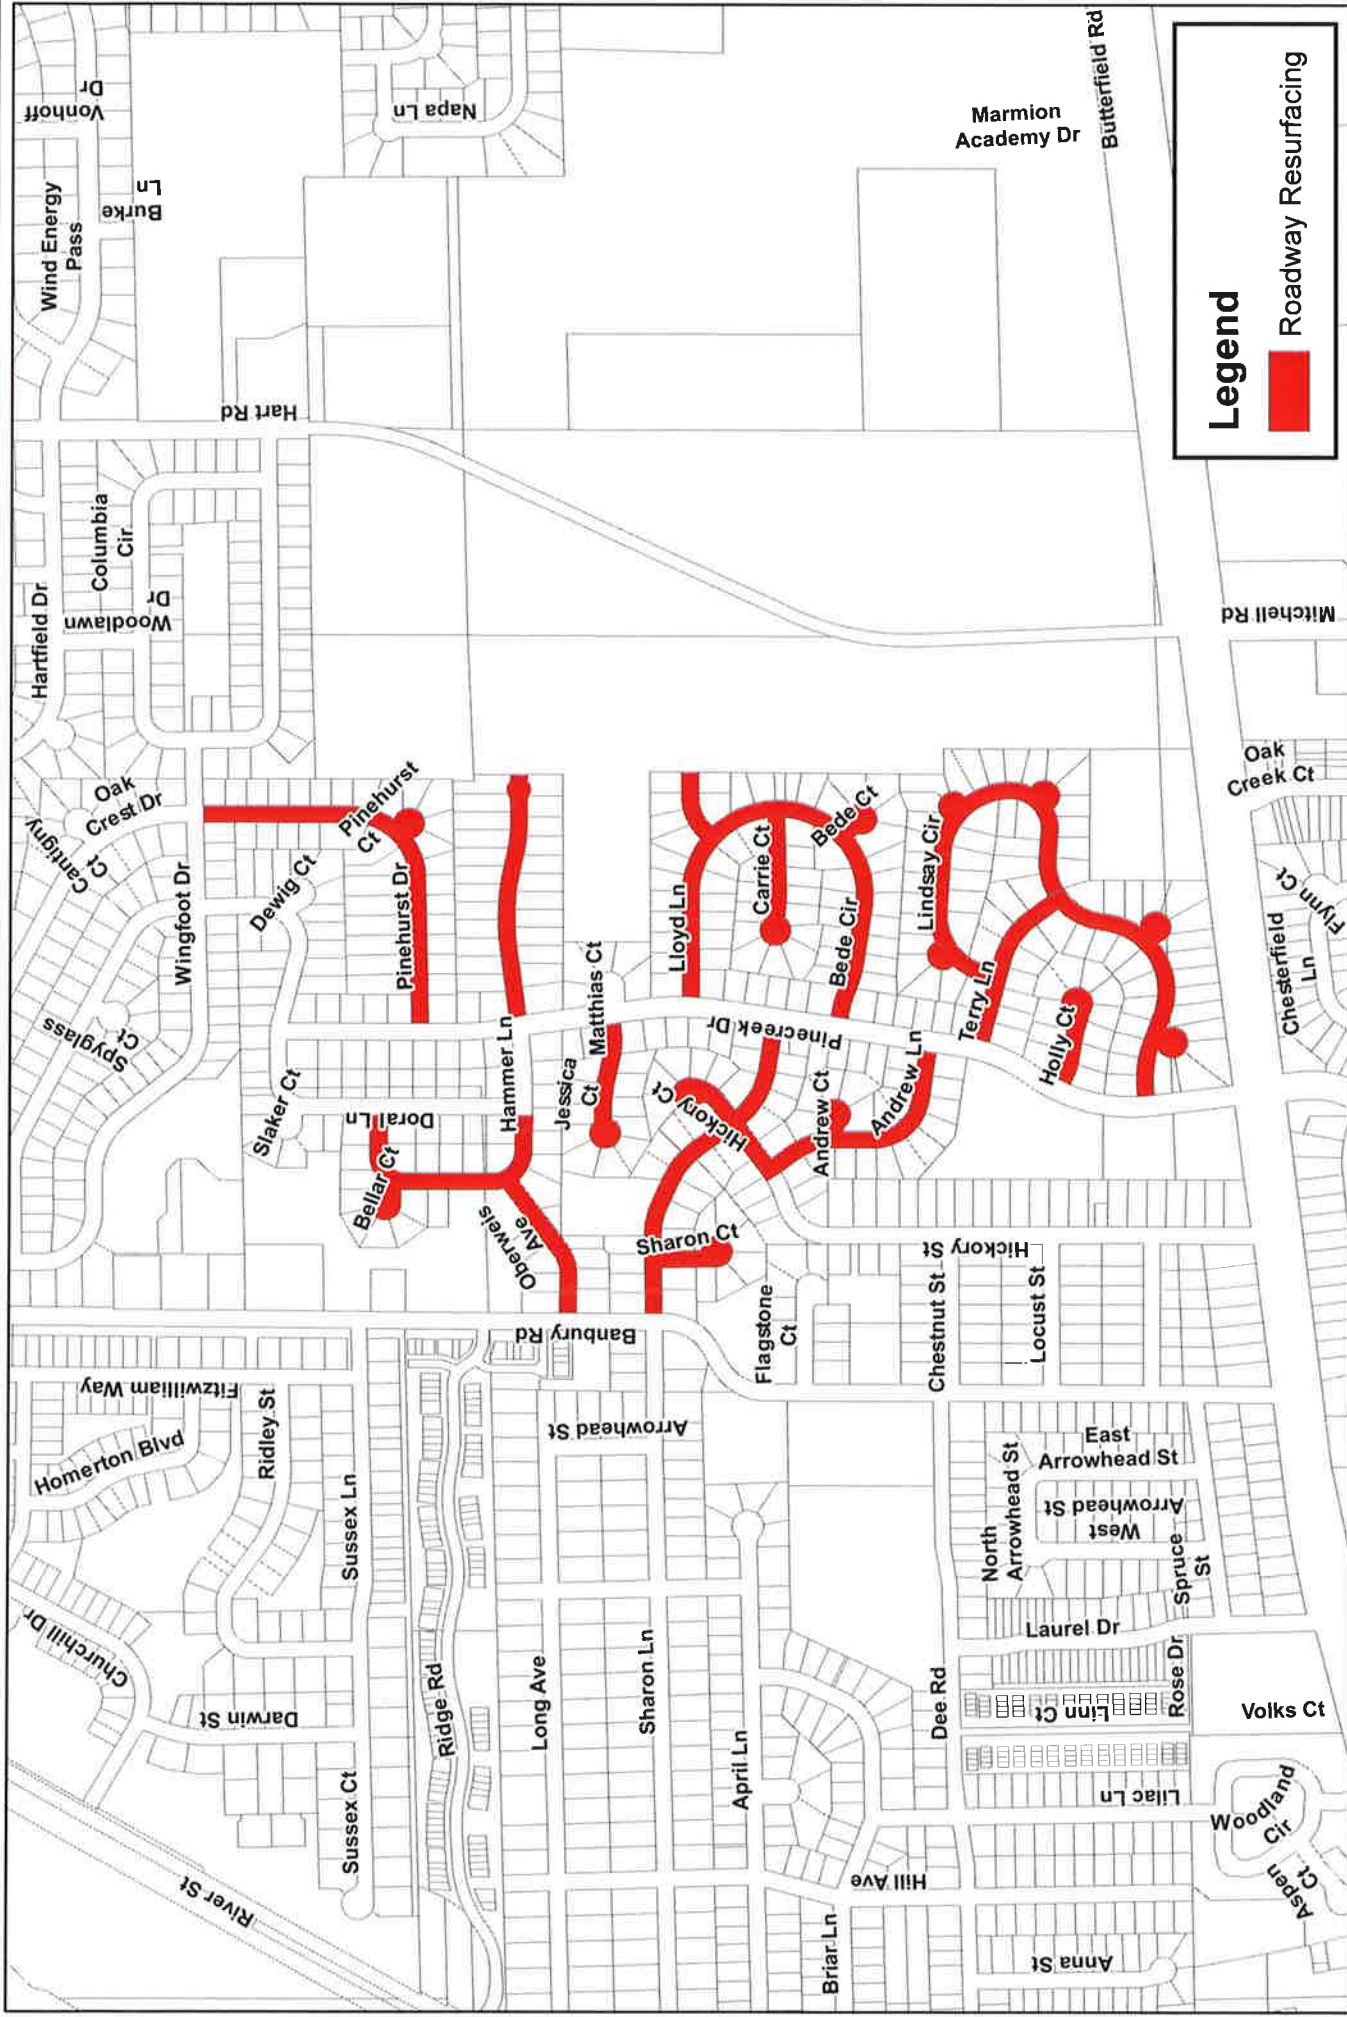 Vonhoff
Dr
Wind Energy
Pass
Burke
Ln
Napa Ln
Marmion
Academy Dr
Butterfield Rd
Hart Rd
Columbia
Cir
Hartfield Dr
Woodlawn
Dr
Mitchell Rd
Oak
Crest Dr
Cantigny
Ct
Pinehurst
Ct
Oak
Creek Ct
Wingfoot Dr
Dewig Ct
Pinehurst Dr
Lloyd Ln
Carrie Ct
Bede Ct
Bede Cir
Lindsay Cir
Flynn Ct
Chesterfield
Ln
Spyglass
Ct
Matthias Ct
Pinecreek Dr
Terry Ln
Holly Ct
Slaker Ct
Doral Ln
Hammer Ln
Jessica
Ct
Hickory
Ct
Andrew Ct
Andrew Ln
Bellar Ct
Oberweis
Ave
Sharon Ct
Hickory St
Banbury Rd
Flagstone
Ct
Chestnut St
Locust St
Fitzwilliam Way
Ridley St
Homerton Blvd
Sussex Ln
Arrowhead St
North
Arrowhead St
East
Arrowhead St
West
Arrowhead St
Spruce
St
Churchill Dr
Darwin St
Sussex Ct
Ridge Rd
Long Ave
Sharon Ln
April Ln
Dee Rd
Laurel Dr
Linn Ct
Rose Dr
Volks Ct
Lilac Ln
Woodland
Cir
Aspen
Ct
River St
Hill Ave
Briar Ln
Anna St
Legend
Roadway Resurfacing